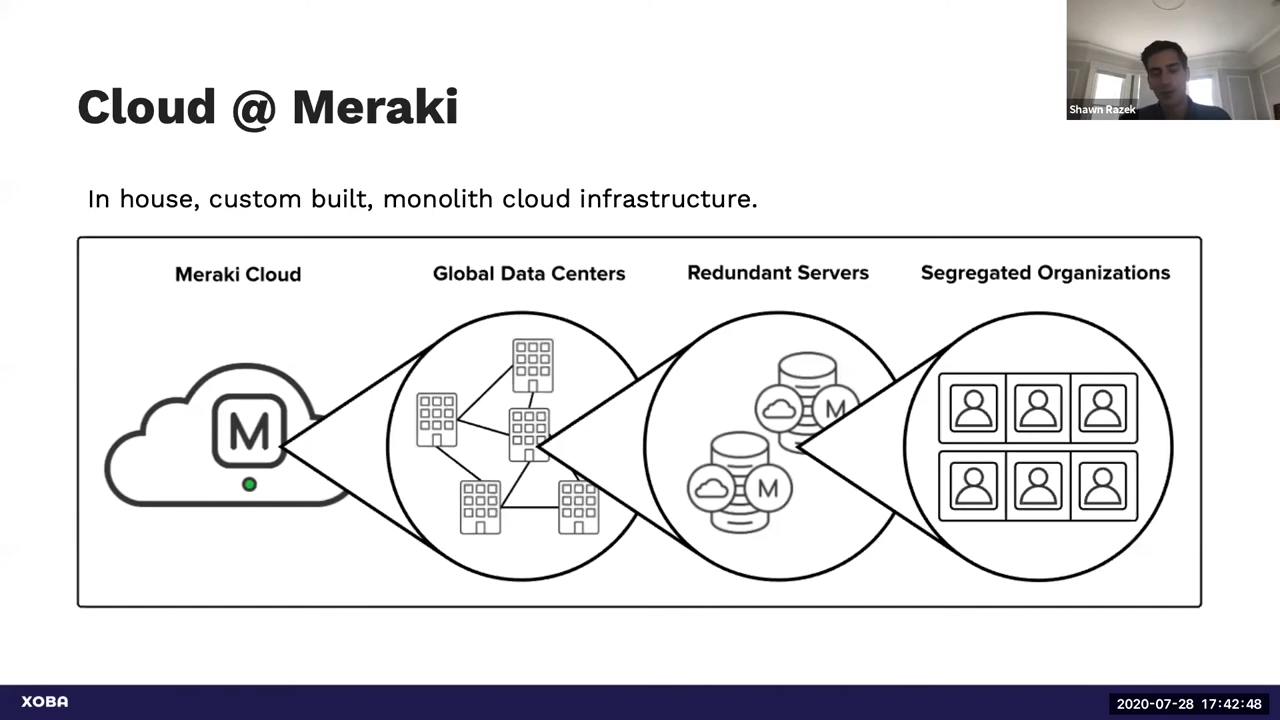 Cloud @ Meraki
Shawn Razek
In house, custom built, monolith cloud infrastructure.
Meraki Cloud
Global Data Centers
Redundant Servers
Segregated Organizations
M
M
M
XOBA
2020-07-28 17:42:48